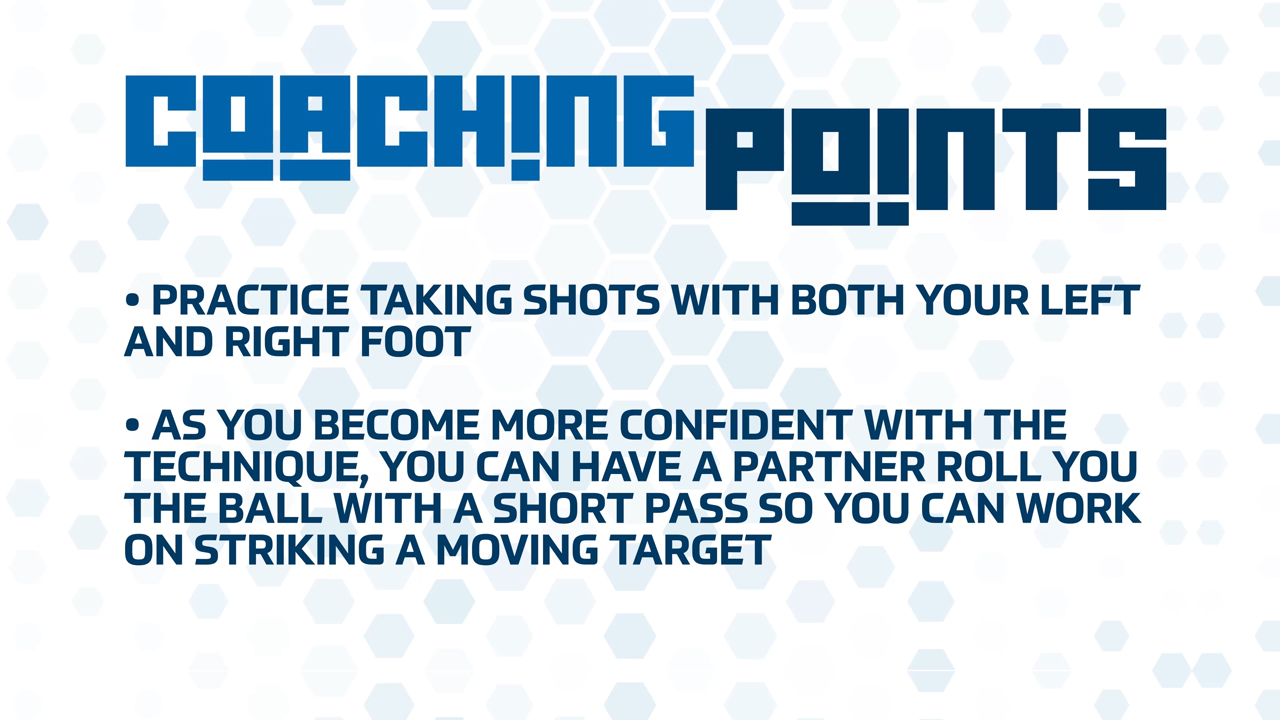 COACHING POINTS
• PRACTICE TAKING SHOTS WITH BOTH YOUR LEFT
AND RIGHT FOOT
• AS YOU BECOME MORE CONFIDENT WITH THE
TECHNIQUE, YOU CAN HAVE A PARTNER ROLL YOU
THE BALL WITH A SHORT PASS SO YOU CAN WORK
ON STRIKING A MOVING TARGET